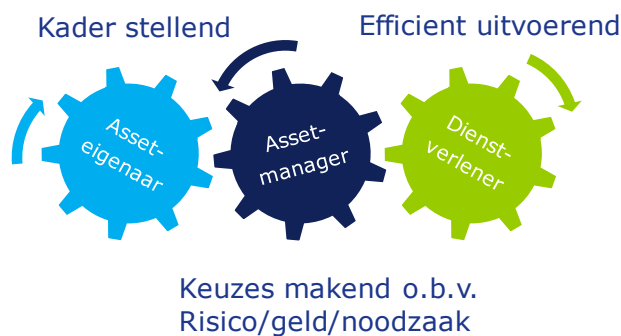 Kader stellend
Efficient uitvoerend
Asset-
eigenaar
Asset-
manager
Dienst-
verlener
Keuzes makend o.b.v.
Risico/geld/noodzaak